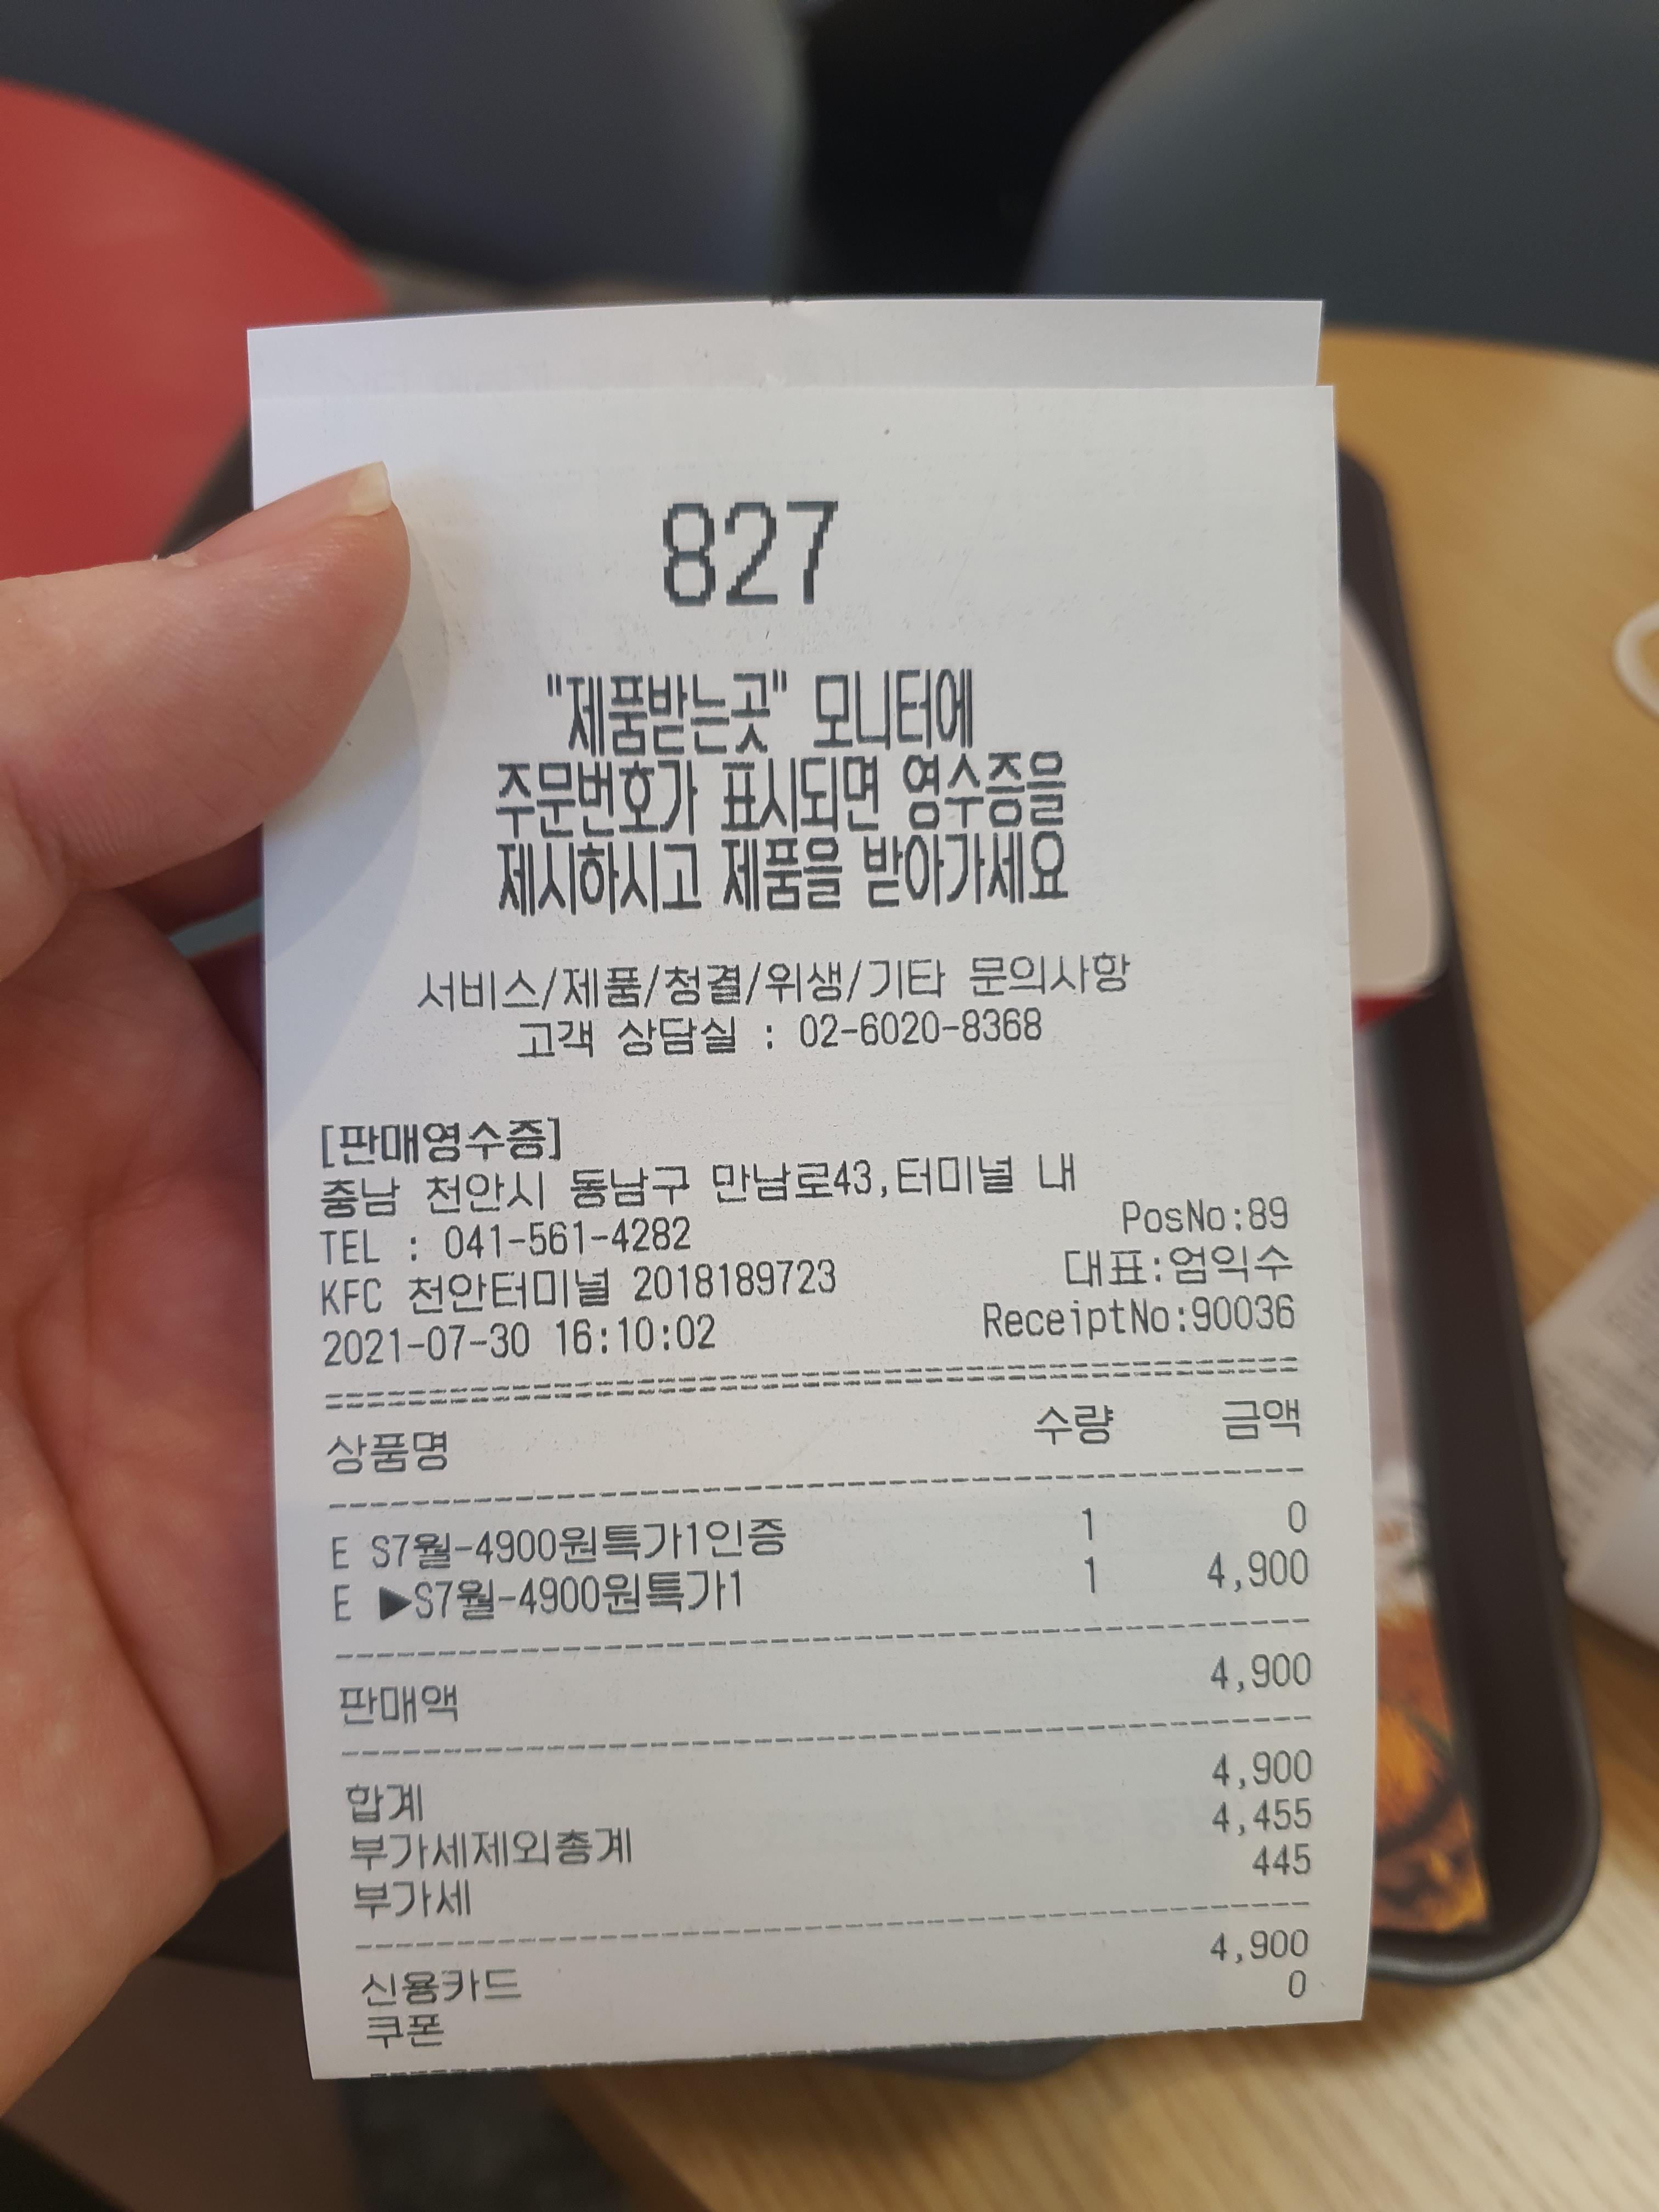 827
"제품받는곳" 모니터에
주문번호가 표시되면 영수증을
제시하시고 제품을 받아가세요
서비스/제품/청결/위생/기타 문의사항
고객 상담실 : 02-6020-8368
[판매영수증]
충남 천안시 동남구 만남로43,터미널 내
TEL : 041-561-4282 PosNo:89
KFC 천안터미널 2018189723 대표:엄익수
2021-07-30 16:10:02 ReceiptNo:90036
상품명 수량 금액
E S7월-4900원특가1인증 1 0
E ▶S7월-4900원특가1 1 4,900
판매액 4,900
합계 4,900
부가세제외총계 4,455
부가세 445
신용카드 4,900
쿠폰 0